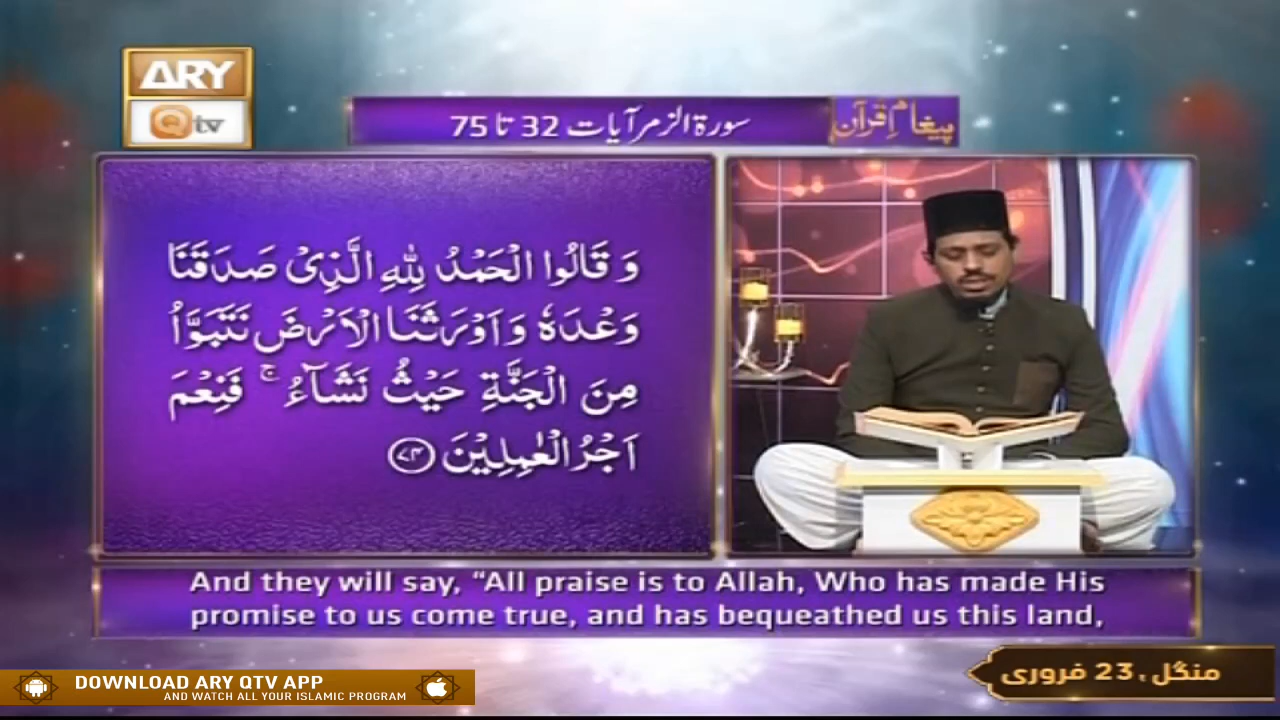 ARY
Qtv
پیغامِ قرآن
سورۃ الزمر آیات 32 تا 75
وَ قَالُوا الْحَمْدُ لِلّٰهِ الَّذِیْ صَدَقَنَا
وَعْدَهٗ وَ اَوْرَثَنَا الْاَرْضَ نَتَبَوَّاُ
مِنَ الْجَنَّةِ حَیْثُ نَشَآءُ ۚ فَنِعْمَ
اَجْرُ الْعٰمِلِیْنَ ﴿۷۴﴾
And they will say, “All praise is to Allah, Who has made His
promise to us come true, and has bequeathed us this land,
DOWNLOAD ARY QTV APP
AND WATCH ALL YOUR ISLAMIC PROGRAM
منگل، 23 فروری